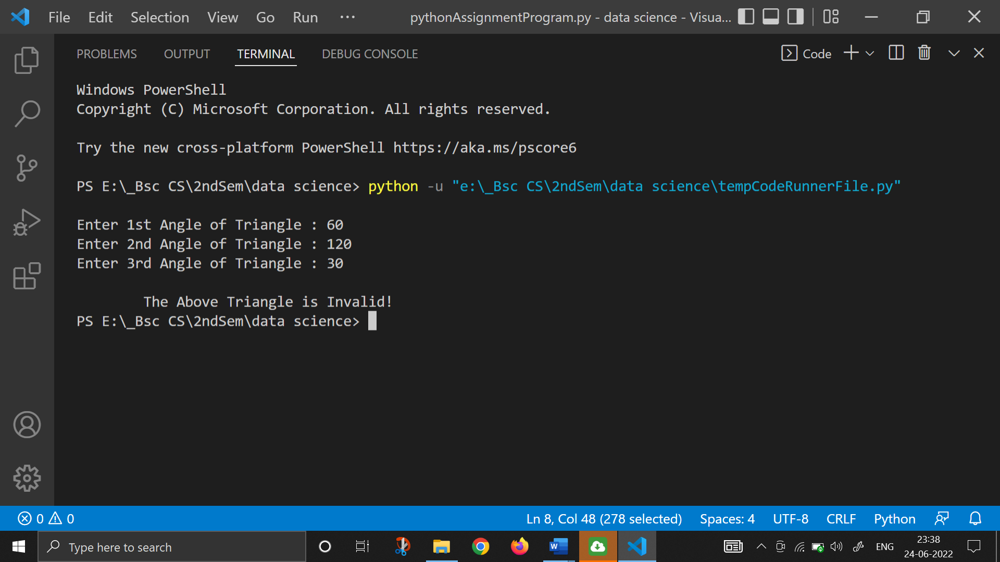 File Edit Selection View Go Run ··· pythonAssignmentProgram.py - data science - Visua...
PROBLEMS OUTPUT TERMINAL DEBUG CONSOLE Code
Windows PowerShell
Copyright (C) Microsoft Corporation. All rights reserved.
Try the new cross-platform PowerShell https://aka.ms/pscore6
PS E:\_Bsc CS\2ndSem\data science> python -u "e:\_Bsc CS\2ndSem\data science\tempCodeRunnerFile.py"
Enter 1st Angle of Triangle : 60
Enter 2nd Angle of Triangle : 120
Enter 3rd Angle of Triangle : 30
The Above Triangle is Invalid!
PS E:\_Bsc CS\2ndSem\data science>
0 0 Ln 8, Col 48 (278 selected) Spaces: 4 UTF-8 CRLF Python
Type here to search W ENG 23:38
24-06-2022